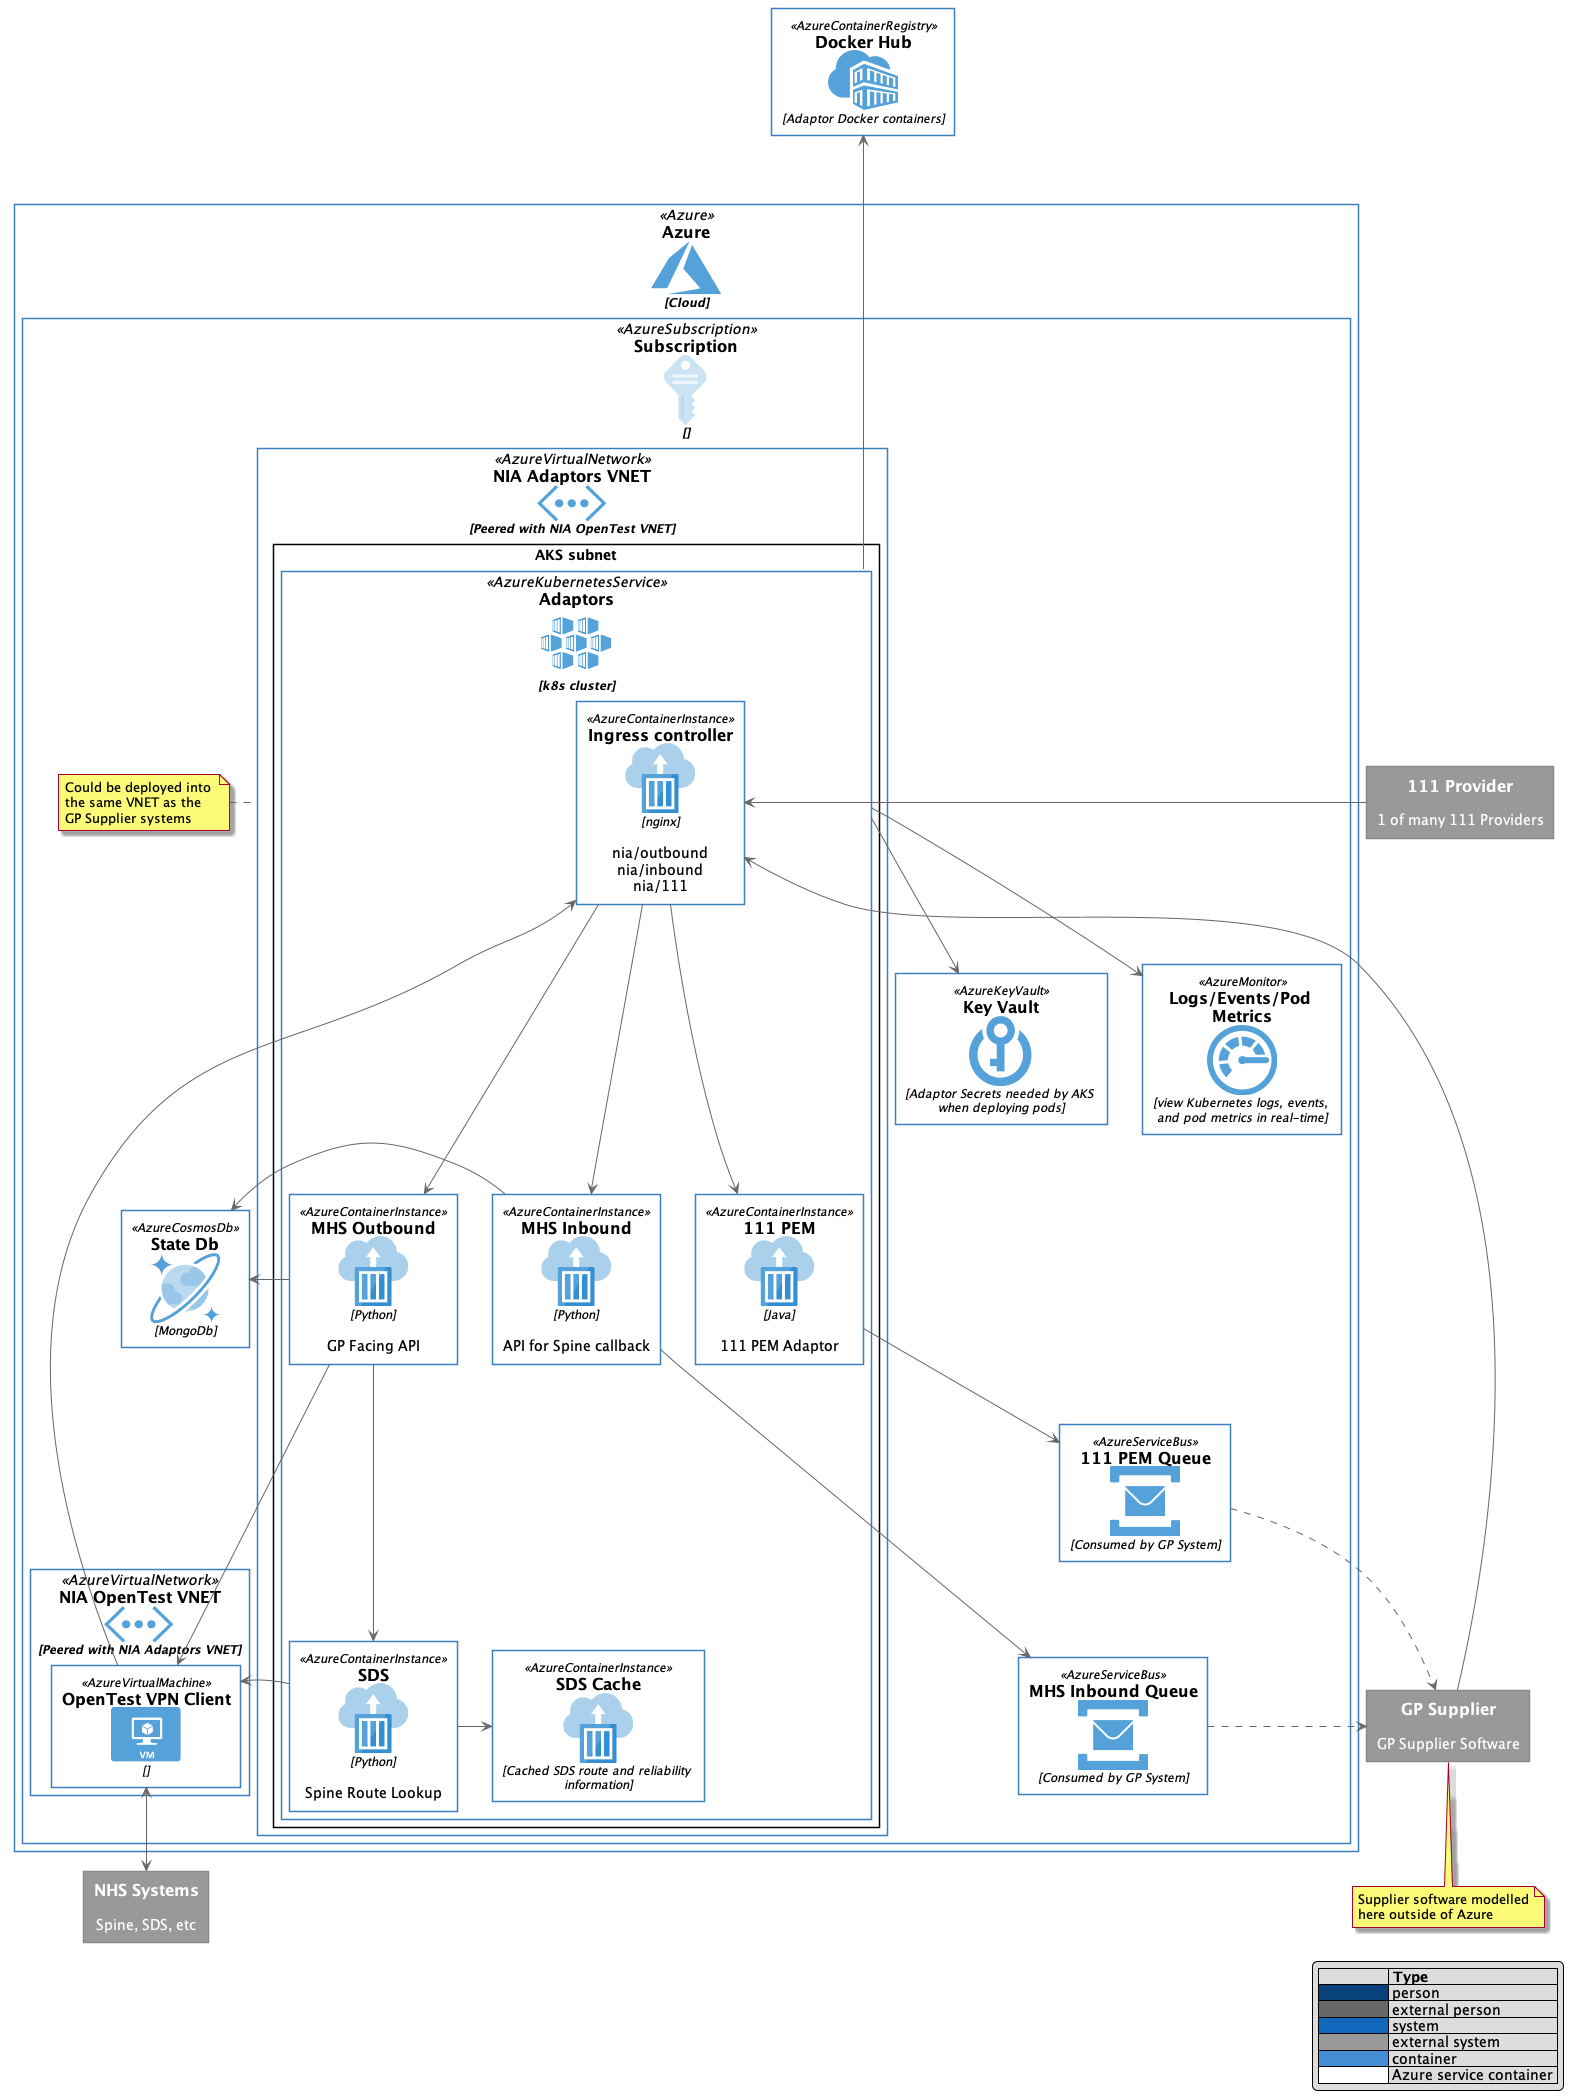 «AzureContainerRegistry»
Docker Hub
[Adaptor Docker containers]
«Azure»
Azure
[Cloud]
«AzureSubscription»
Subscription
[]
«AzureVirtualNetwork»
NIA Adaptors VNET
[Peered with NIA OpenTest VNET]
AKS subnet
«AzureKubernetesService»
Adaptors
[k8s cluster]
«AzureContainerInstance»
Ingress controller
[nginx]
nia/outbound
nia/inbound
nia/111
Could be deployed into
the same VNET as the
GP Supplier systems
111 Provider
1 of many 111 Providers
«AzureKeyVault»
Key Vault
[Adaptor Secrets needed by AKS
when deploying pods]
«AzureMonitor»
Logs/Events/Pod
Metrics
[view Kubernetes logs, events,
and pod metrics in real-time]
«AzureCosmosDb»
State Db
[MongoDb]
«AzureContainerInstance»
MHS Outbound
[Python]
GP Facing API
«AzureContainerInstance»
MHS Inbound
[Python]
API for Spine callback
«AzureContainerInstance»
111 PEM
[Java]
111 PEM Adaptor
«AzureServiceBus»
111 PEM Queue
[Consumed by GP System]
«AzureVirtualNetwork»
NIA OpenTest VNET
[Peered with NIA Adaptors VNET]
«AzureVirtualMachine»
OpenTest VPN Client
VM
[]
«AzureContainerInstance»
SDS
[Python]
Spine Route Lookup
«AzureContainerInstance»
SDS Cache
[Cached SDS route and reliability
information]
«AzureServiceBus»
MHS Inbound Queue
[Consumed by GP System]
GP Supplier
GP Supplier Software
NHS Systems
Spine, SDS, etc
Supplier software modelled
here outside of Azure
Type
person
external person
system
external system
container
Azure service container